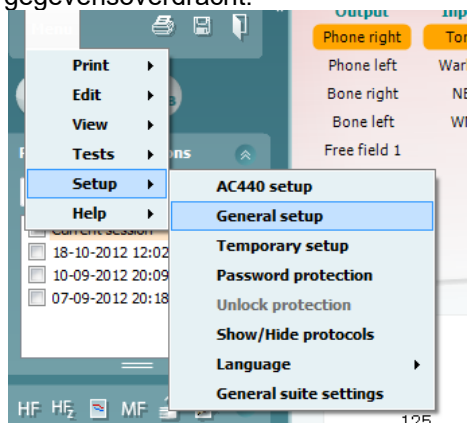 gegevensoverdracht.
Output
Phone right
Phone left
Bone right
Bone left
Free field 1
Print
Edit
View
Tests
Setup
Help
AC440 setup
General setup
Temporary setup
Password protection
Unlock protection
Show/Hide protocols
Language
General suite settings
Current session
18-10-2012 12:02
10-09-2012 20:09
07-09-2012 20:18
HF HFz MF
125